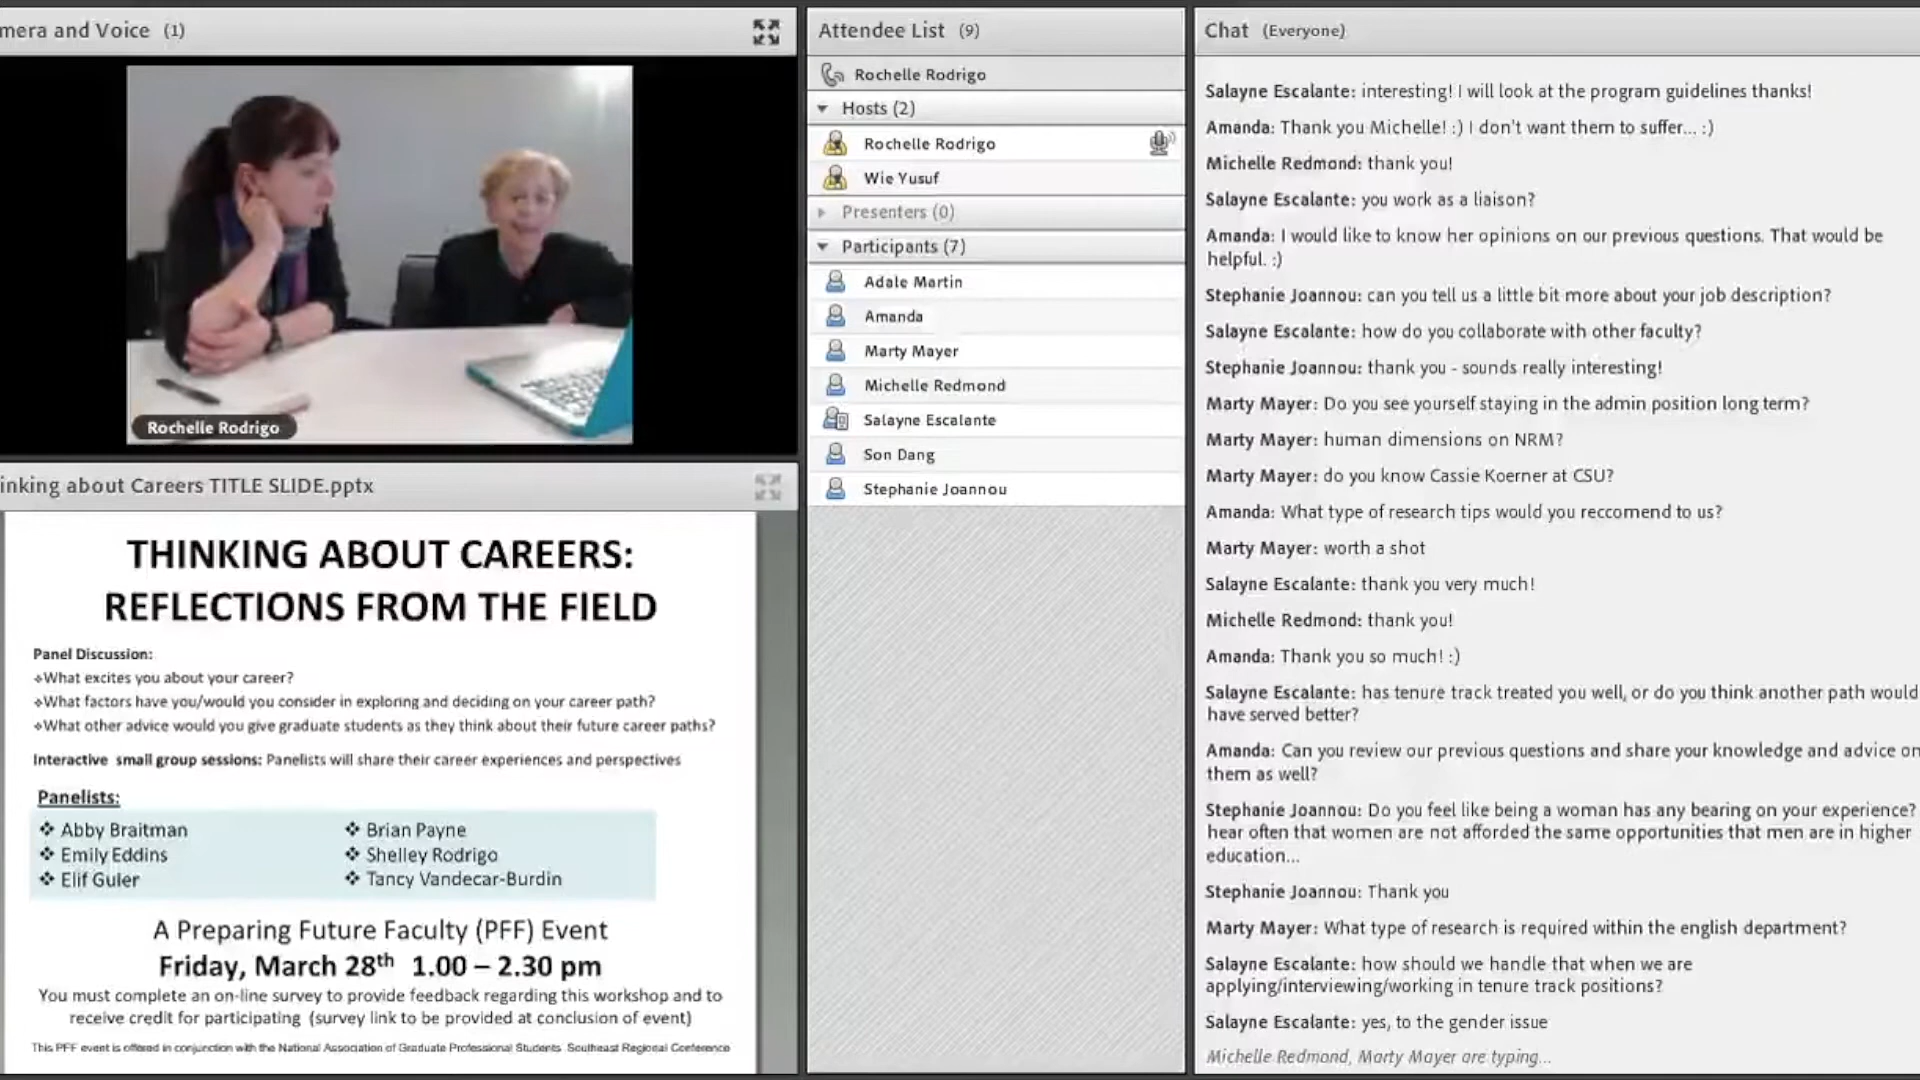 mera and Voice (1)
Rochelle Rodrigo
inking about Careers TITLE SLIDE.pptx
THINKING ABOUT CAREERS:
REFLECTIONS FROM THE FIELD
Panel Discussion:
❖What excites you about your career?
❖What factors have you/would you consider in exploring and deciding on your career path?
❖What other advice would you give graduate students as they think about their future career paths?
Interactive small group sessions: Panelists will share their career experiences and perspectives
Panelists:
❖ Abby Braitman
❖ Emily Eddins
❖ Elif Guler
❖ Brian Payne
❖ Shelley Rodrigo
❖ Tancy Vandecar-Burdin
A Preparing Future Faculty (PFF) Event
Friday, March 28th 1.00 – 2.30 pm
You must complete an on-line survey to provide feedback regarding this workshop and to
receive credit for participating (survey link to be provided at conclusion of event)
This PFF event is offered in conjunction with the National Association of Graduate Professional Students Southeast Regional Conference
Attendee List (9)
Rochelle Rodrigo
Hosts (2)
Rochelle Rodrigo
Wie Yusuf
Presenters (0)
Participants (7)
Adale Martin
Amanda
Marty Mayer
Michelle Redmond
Salayne Escalante
Son Dang
Stephanie Joannou
Chat (Everyone)
Salayne Escalante: interesting! I will look at the program guidelines thanks!
Amanda: Thank you Michelle! :) I don't want them to suffer... :)
Michelle Redmond: thank you!
Salayne Escalante: you work as a liaison?
Amanda: I would like to know her opinions on our previous questions. That would be
helpful. :)
Stephanie Joannou: can you tell us a little bit more about your job description?
Salayne Escalante: how do you collaborate with other faculty?
Stephanie Joannou: thank you - sounds really interesting!
Marty Mayer: Do you see yourself staying in the admin position long term?
Marty Mayer: human dimensions on NRM?
Marty Mayer: do you know Cassie Koerner at CSU?
Amanda: What type of research tips would you reccomend to us?
Marty Mayer: worth a shot
Salayne Escalante: thank you very much!
Michelle Redmond: thank you!
Amanda: Thank you so much! :)
Salayne Escalante: has tenure track treated you well, or do you think another path would
have served better?
Amanda: Can you review our previous questions and share your knowledge and advice on
them as well?
Stephanie Joannou: Do you feel like being a woman has any bearing on your experience?
hear often that women are not afforded the same opportunities that men are in higher
education...
Stephanie Joannou: Thank you
Marty Mayer: What type of research is required within the english department?
Salayne Escalante: how should we handle that when we are
applying/interviewing/working in tenure track positions?
Salayne Escalante: yes, to the gender issue
Michelle Redmond, Marty Mayer are typing...